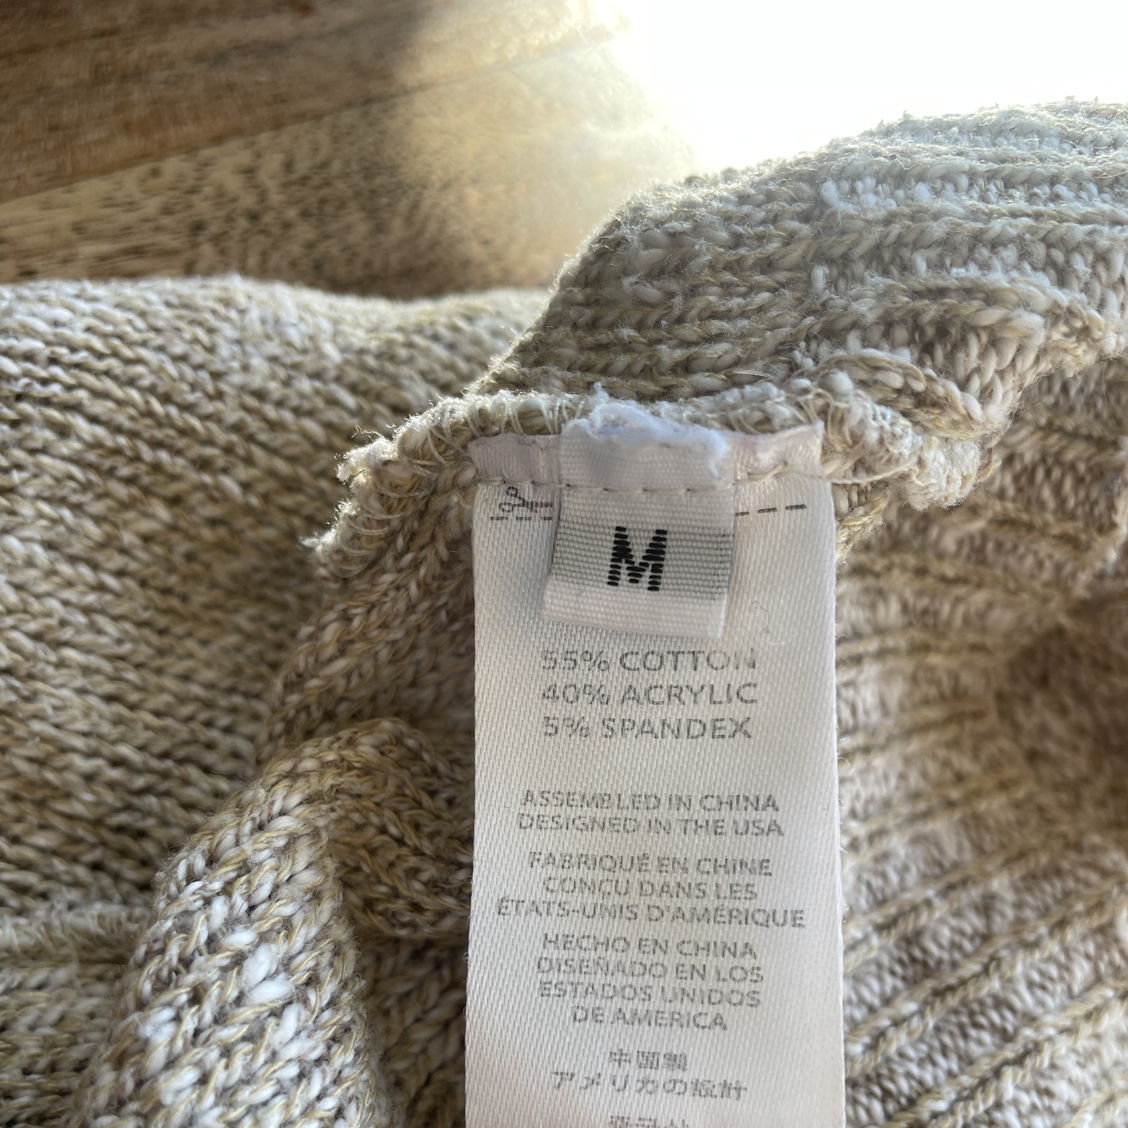 M
55% COTTON
40% ACRYLIC
5% SPANDEX
ASSEMBLED IN CHINA
DESIGNED IN THE USA
FABRIQUÉ EN CHINE
CONÇU DANS LES
ÉTATS-UNIS D'AMÉRIQUE
HECHO EN CHINA
DISEÑADO EN LOS
ESTADOS UNIDOS
DE AMERICA
中国製
アメリカの設計